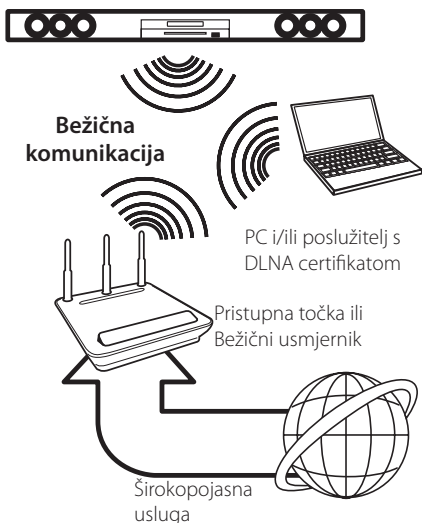 Bežična
komunikacija
PC i/ili poslužitelj s
DLNA certifikatom
Pristupna točka ili
Bežični usmjernik
Širokopojasna
usluga